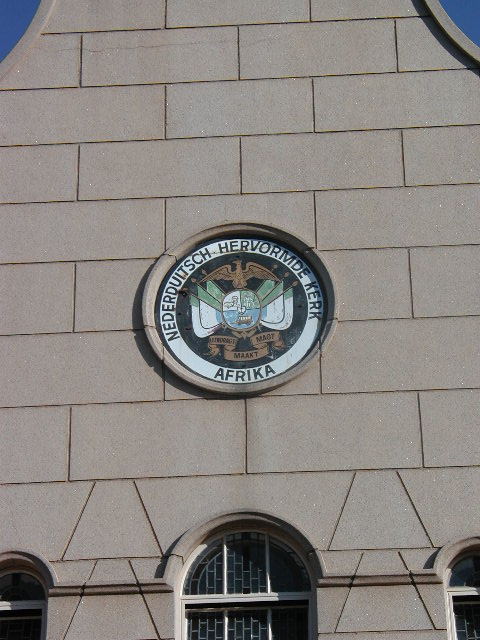 NEDERDUITSCH HERVORMDE KERK
EENDRAGT MAAKT MAGT
AFRIKA